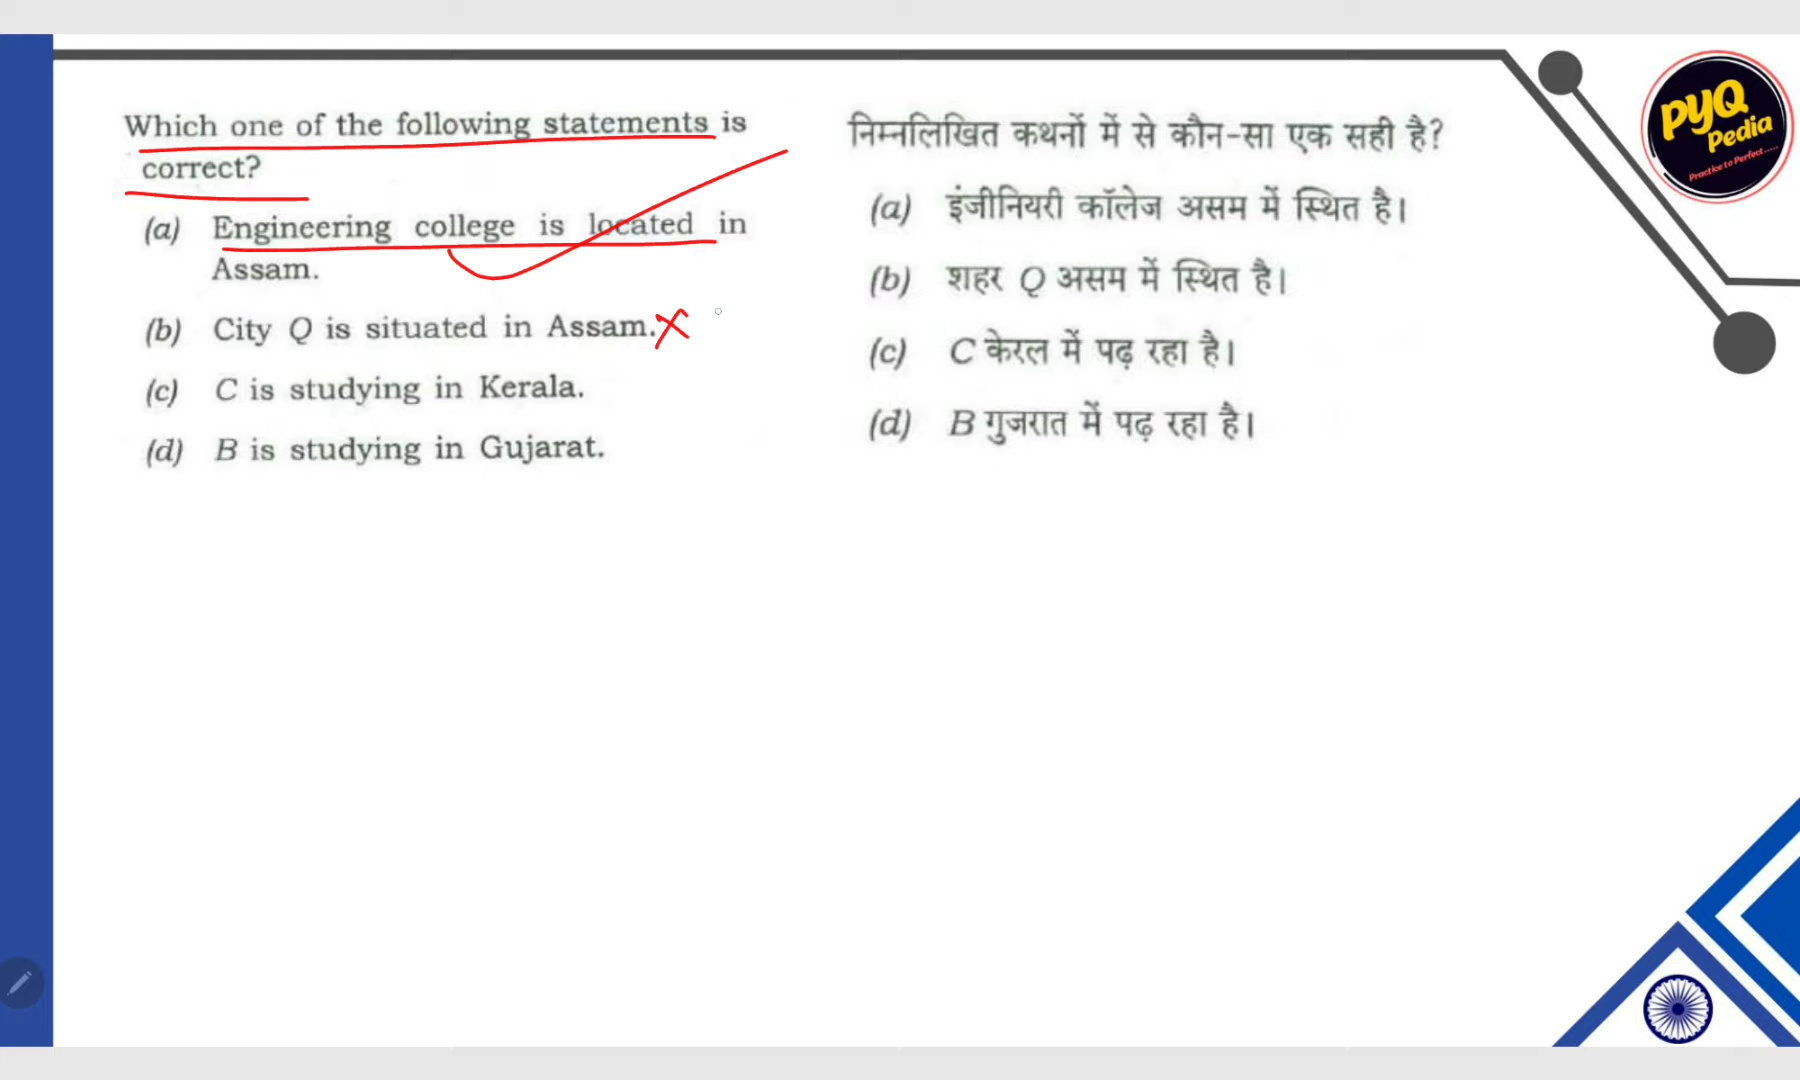 Which one of the following statements is
correct?
(a) Engineering college is located in
Assam.
(b) City Q is situated in Assam.
(c) C is studying in Kerala.
(d) B is studying in Gujarat.
निम्नलिखित कथनों में से कौन-सा एक सही है?
(a) इंजीनियरी कॉलेज असम में स्थित है।
(b) शहर Q असम में स्थित है।
(c) C केरल में पढ़ रहा है।
(d) B गुजरात में पढ़ रहा है।
PYQ
Pedia
Practice to Perfect.....